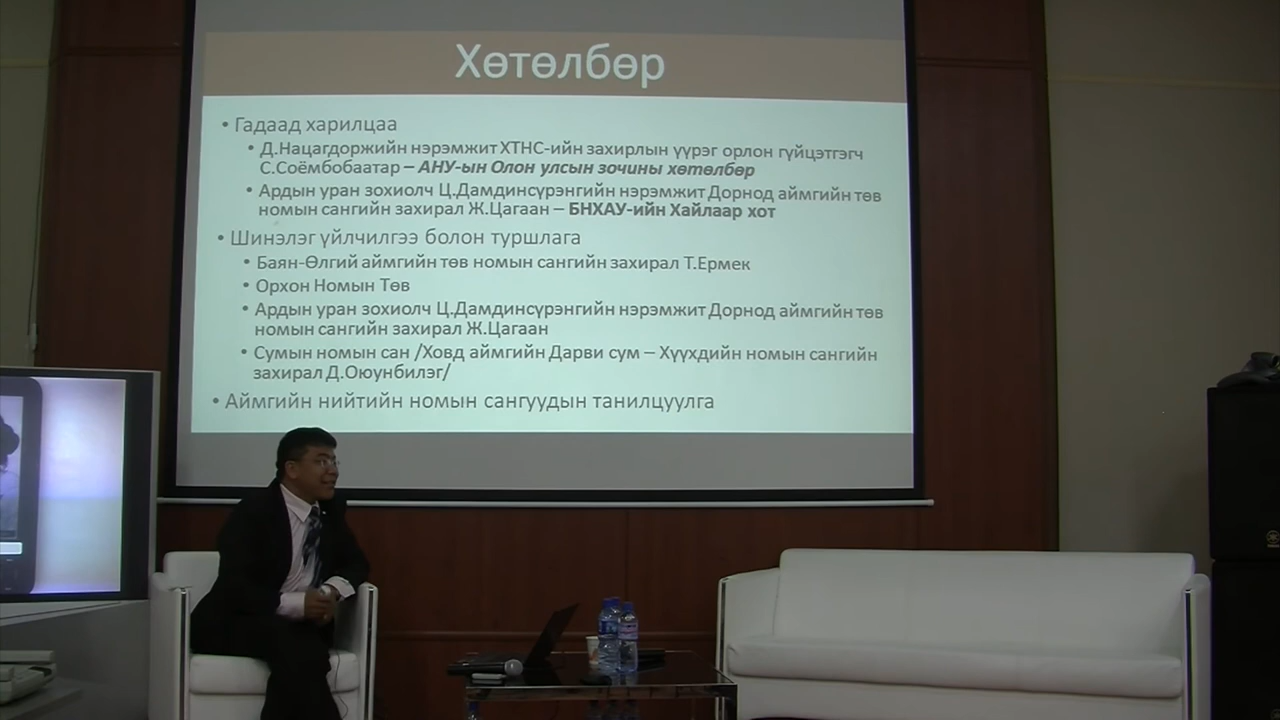 Хөтөлбөр
• Гадаад харилцаа
• Д.Нацагдоржийн нэрэмжит ХТНС-ийн захирлын үүрэг орлон гүйцэтгэгч
С.Соёмбобаатар – АНУ-ын Олон улсын зочины хөтөлбөр
• Ардын уран зохиолч Ц.Дамдинсүрэнгийн нэрэмжит Дорнод аймгийн төв
номын сангийн захирал Ж.Цагаан – БНХАУ-ийн Хайлаар хот
• Шинэлэг үйлчилгээ болон туршлага
• Баян-Өлгий аймгийн төв номын сангийн захирал Т.Ермек
• Орхон Номын Төв
• Ардын уран зохиолч Ц.Дамдинсүрэнгийн нэрэмжит Дорнод аймгийн төв
номын сангийн захирал Ж.Цагаан
• Сумын номын сан /Ховд аймгийн Дарви сум – Хүүхдийн номын сангийн
захирал Д.Оюунбилэг/
• Аймгийн нийтийн номын сангуудын танилцуулга